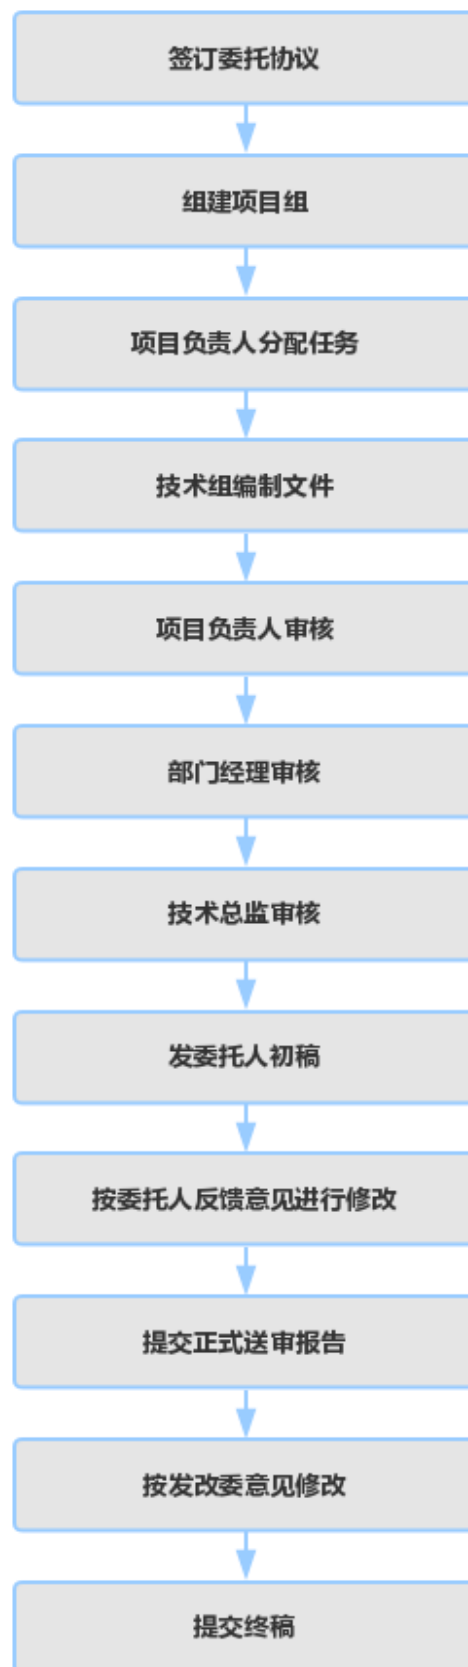 签订委托协议
组建项目组
项目负责人分配任务
技术组编制文件
项目负责人审核
部门经理审核
技术总监审核
发委托人初稿
按委托人反馈意见进行修改
提交正式送审报告
按发改委意见修改
提交终稿